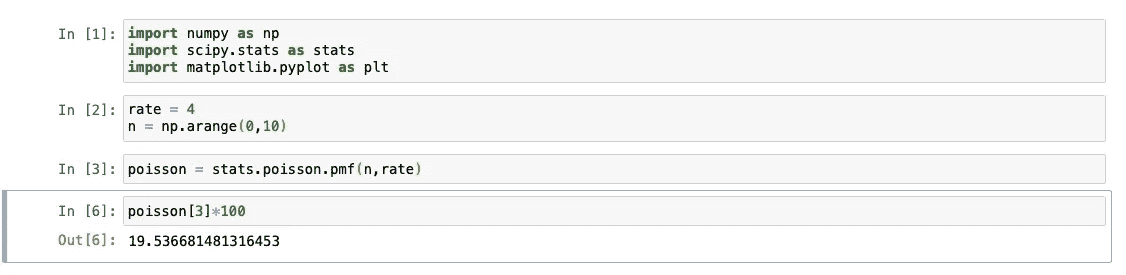 In [1]: import numpy as np
import scipy.stats as stats
import matplotlib.pyplot as plt
In [2]: rate = 4
n = np.arange(0,10)
In [3]: poisson = stats.poisson.pmf(n,rate)
In [6]: poisson[3]*100
Out[6]: 19.536681481316453